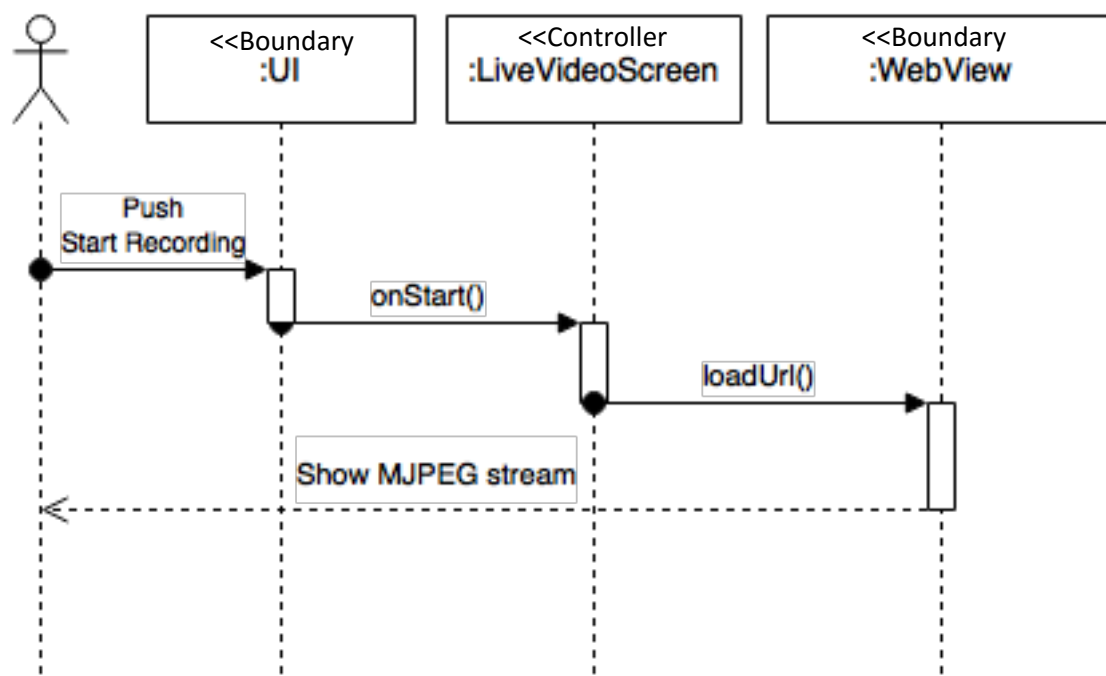 <<Boundary
:UI
<<Controller
:LiveVideoScreen
<<Boundary
:WebView
Push
Start Recording
onStart()
loadUrl()
Show MJPEG stream